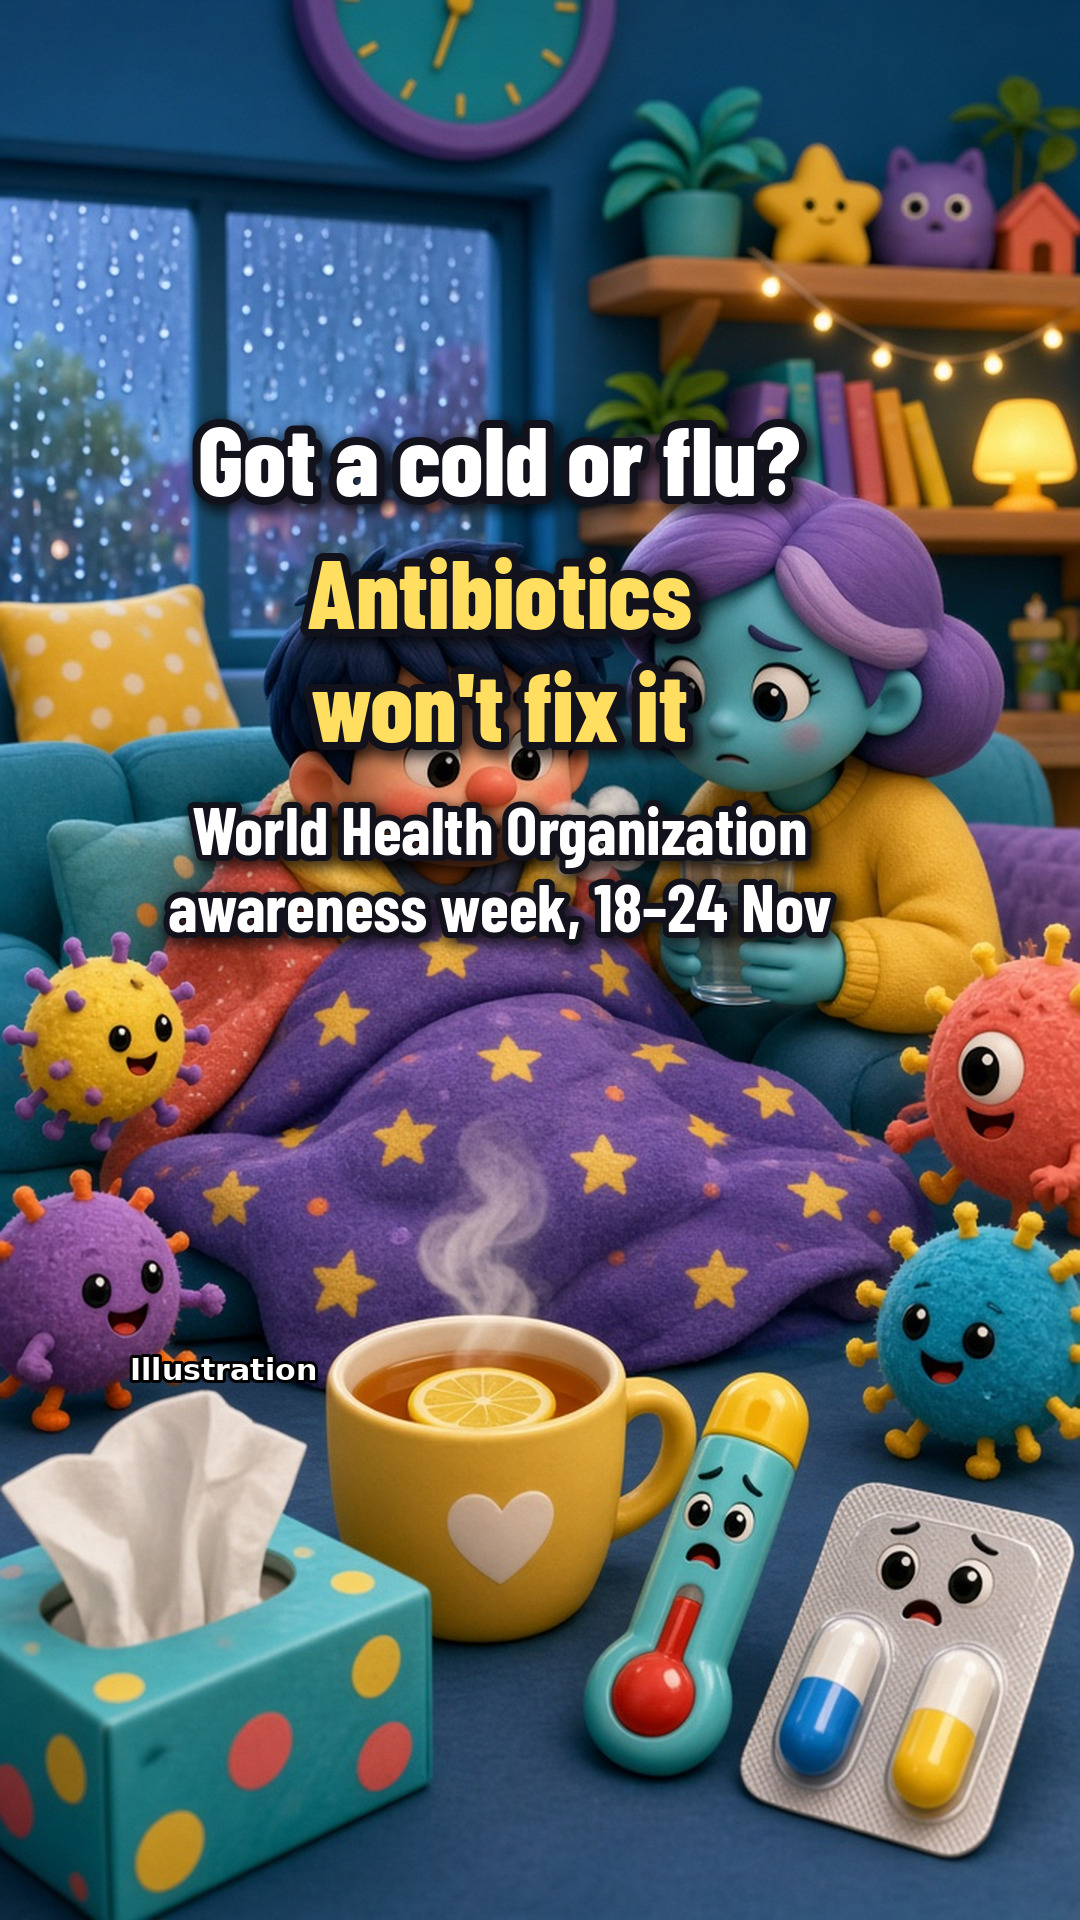 Got a cold or flu?
Antibiotics
won't fix it
World Health Organization
awareness week, 18–24 Nov
Illustration